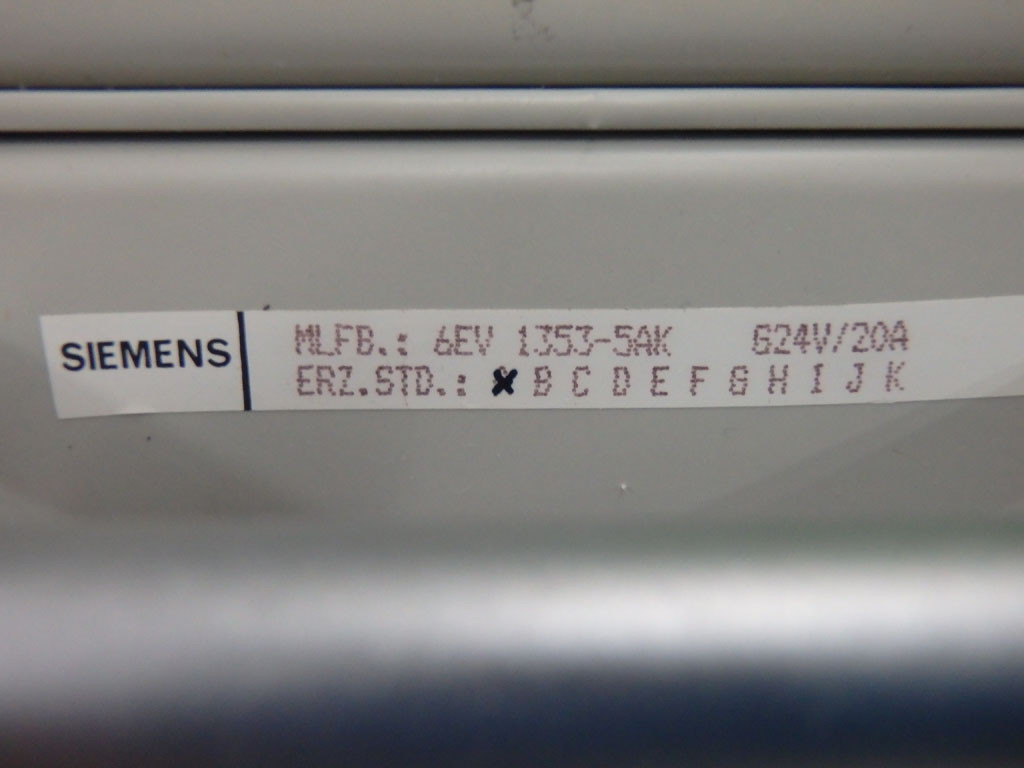 SIEMENS
MLFB.: 6EV 1353-5AK G24V/20A
ERZ.STD.: B C D E F G H I J K